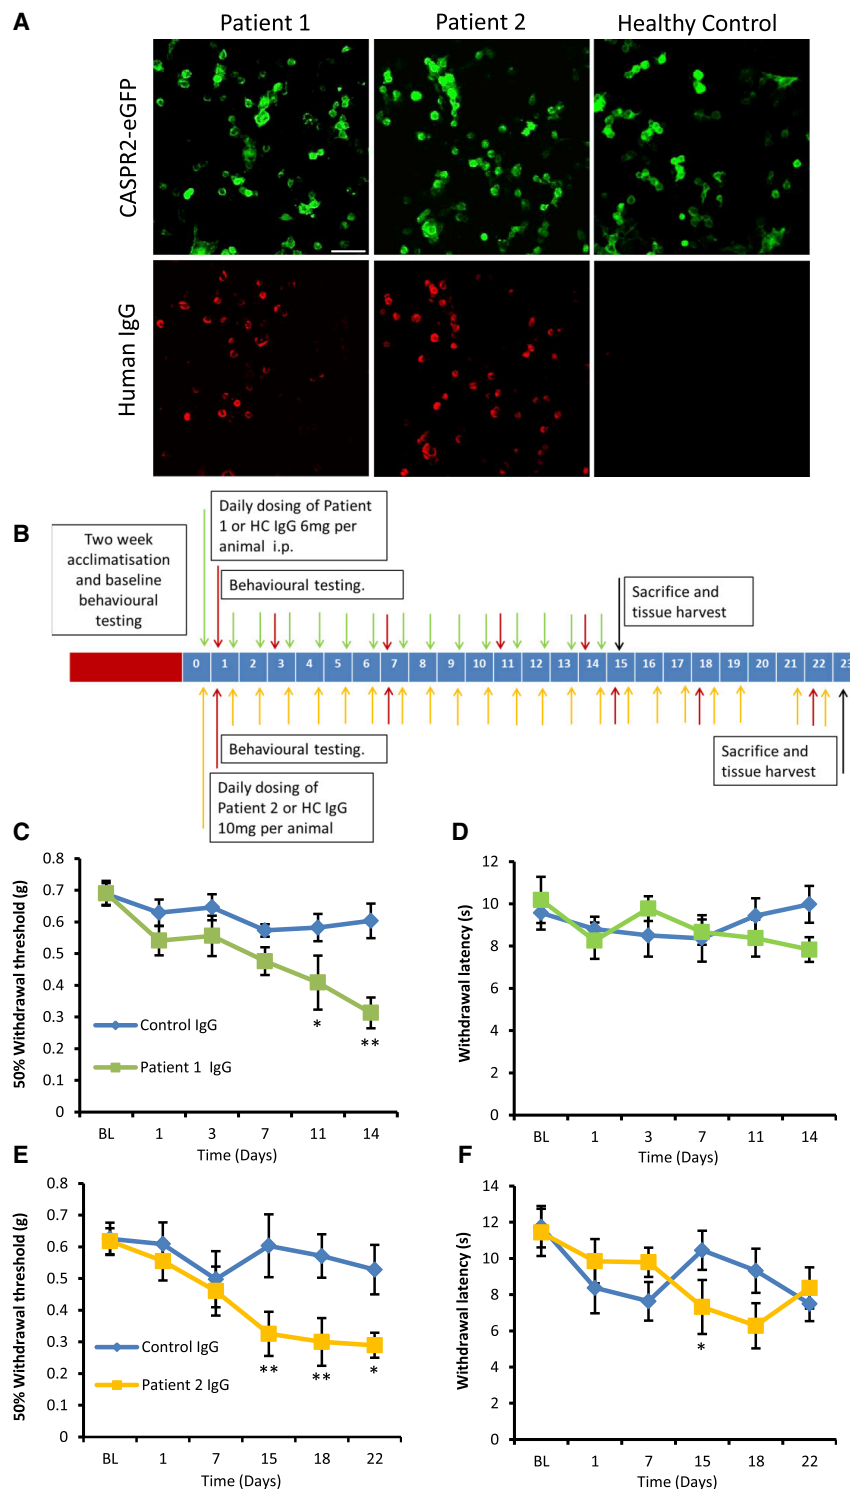 A
Patient 1
Patient 2
Healthy Control
CASPR2-eGFP
Human IgG
B
Two week
acclimatisation
and baseline
behavioural
testing
Daily dosing of Patient
1 or HC IgG 6mg per
animal i.p.
Behavioural testing.
Sacrifice and
tissue harvest
0 1 2 3 4 5 6 7 8 9 10 11 12 13 14 15 16 17 18 19 20 21 22 23
Behavioural testing.
Daily dosing of
Patient 2 or HC IgG
10mg per animal
Sacrifice and
tissue harvest
C
50% Withdrawal threshold (g)
0.8
0.7
0.6
0.5
0.4
0.3
0.2
0.1
0
Control IgG
Patient 1 IgG
*
**
BL 1 3 7 11 14
Time (Days)
D
Withdrawal latency (s)
12
10
8
6
4
2
0
BL 1 3 7 11 14
Time (Days)
E
50% Withdrawal threshold (g)
0.8
0.7
0.6
0.5
0.4
0.3
0.2
0.1
0
Control IgG
Patient 2 IgG
** ** *
BL 1 7 15 18 22
Time (Days)
F
Withdrawal latency (s)
14
12
10
8
6
4
2
0
*
BL 1 7 15 18 22
Time (Days)